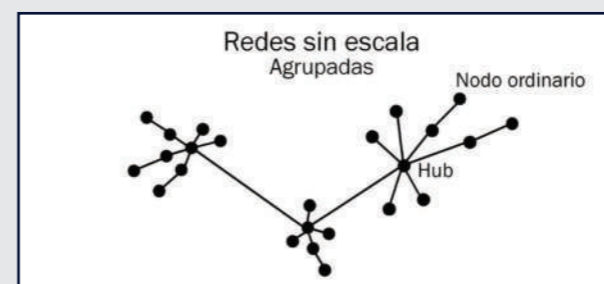 Redes sin escala
Agrupadas
Nodo ordinario
Hub